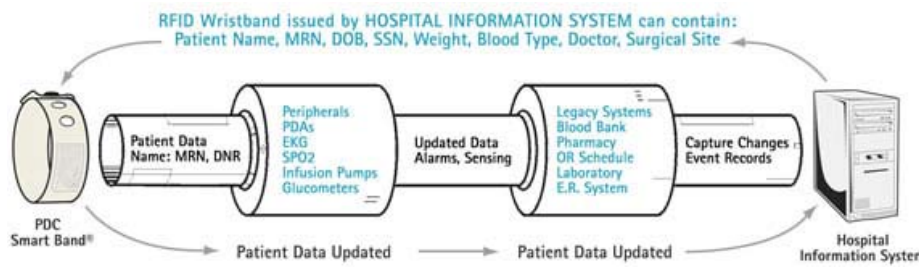 RFID Wristband issued by HOSPITAL INFORMATION SYSTEM can contain:
Patient Name, MRN, DOB, SSN, Weight, Blood Type, Doctor, Surgical Site
Patient Data
Name: MRN, DNR
Peripherals
PDAs
EKG
SPO2
Infusion Pumps
Glucometers
Updated Data
Alarms, Sensing
Legacy Systems
Blood Bank
Pharmacy
OR Schedule
Laboratory
E.R. System
Capture Changes
Event Records
PDC
Smart Band®
Patient Data Updated
Patient Data Updated
Hospital
Information System